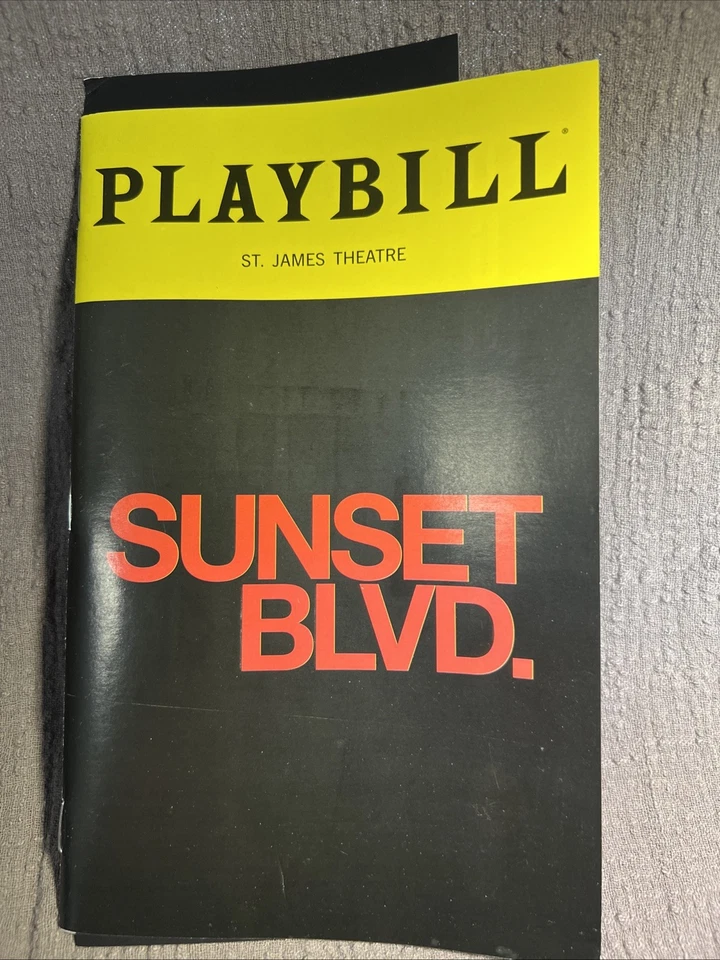 PLAYBILL®
ST. JAMES THEATRE
SUNSET
BLVD.